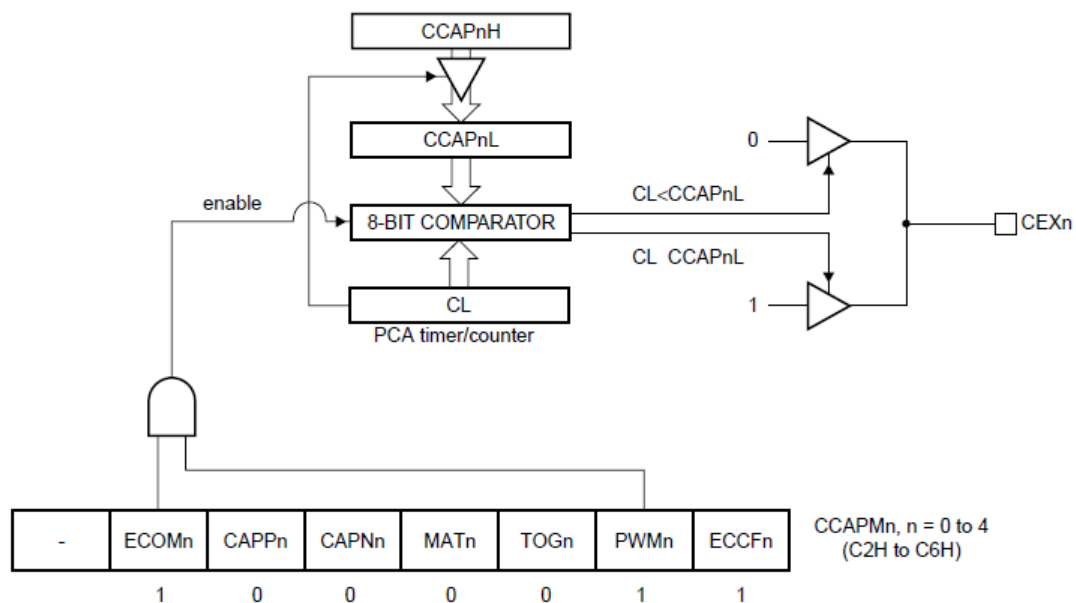 CCAPnH
CCAPnL
0
CL<CCAPnL
enable
8-BIT COMPARATOR
CEXn
CL CCAPnL
CL
1
PCA timer/counter
- ECOMn CAPPn CAPNn MATn TOGn PWMn ECCFn
CCAPMn, n = 0 to 4
(C2H to C6H)
1 0 0 0 0 1 1